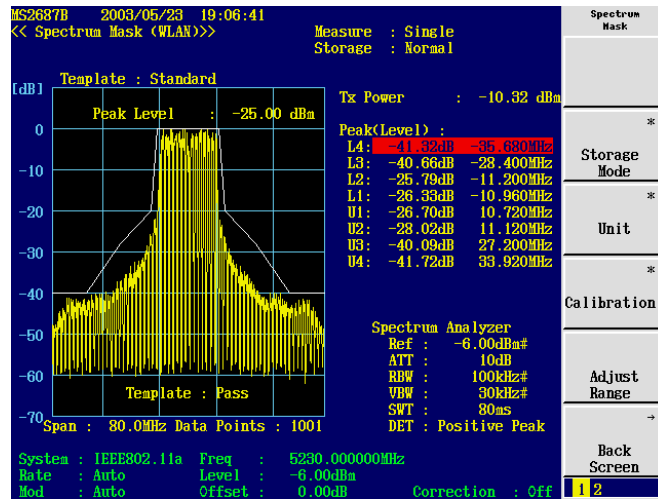 MS2687B 2003/05/23 19:06:41
<< Spectrum Mask (WLAN)>> Measure : Single
Storage : Normal
Template : Standard
[dB]
Tx Power : -10.32 dBm
Peak Level : -25.00 dBm
Peak(Level) :
L4: -41.32dB -35.680MHz
L3: -40.66dB -28.400MHz
L2: -25.79dB -11.200MHz
L1: -26.33dB -10.960MHz
U1: -26.70dB 10.720MHz
U2: -28.02dB 11.120MHz
U3: -40.09dB 27.200MHz
U4: -41.72dB 33.920MHz
0
-10
-20
-30
-40
-50
-60
-70
Template : Pass
Span : 80.0MHz Data Points : 1001
Spectrum Analyzer
Ref : -6.00dBm#
ATT : 10dB
RBW : 100kHz#
VBW : 30kHz#
SWT : 80ms
DET : Positive Peak
System : IEEE802.11a Freq : 5230.000000MHz
Rate : Auto Level : -6.00dBm
Mod : Auto Offset : 0.00dB Correction : Off
Spectrum
Mask
*
Storage
Mode
*
Unit
*
Calibration
Adjust
Range
→
Back
Screen
1 2